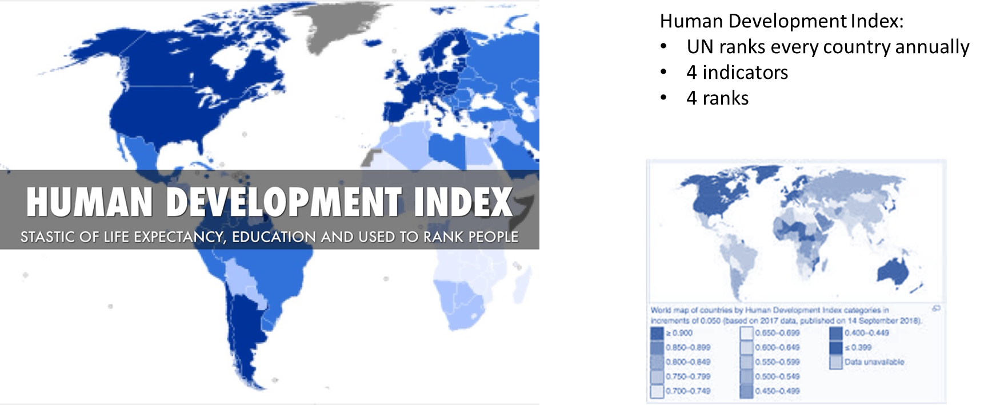 HUMAN DEVELOPMENT INDEX
STASTIC OF LIFE EXPECTANCY, EDUCATION AND USED TO RANK PEOPLE
Human Development Index:
• UN ranks every country annually
• 4 indicators
• 4 ranks
World map of countries by Human Development Index categories in
increments of 0.050 (based on 2017 data, published on 14 September 2018).
≥ 0.900
0.850–0.899
0.800–0.849
0.750–0.799
0.700–0.749
0.650–0.699
0.600–0.649
0.550–0.599
0.500–0.549
0.450–0.499
0.400–0.449
≤ 0.399
Data unavailable